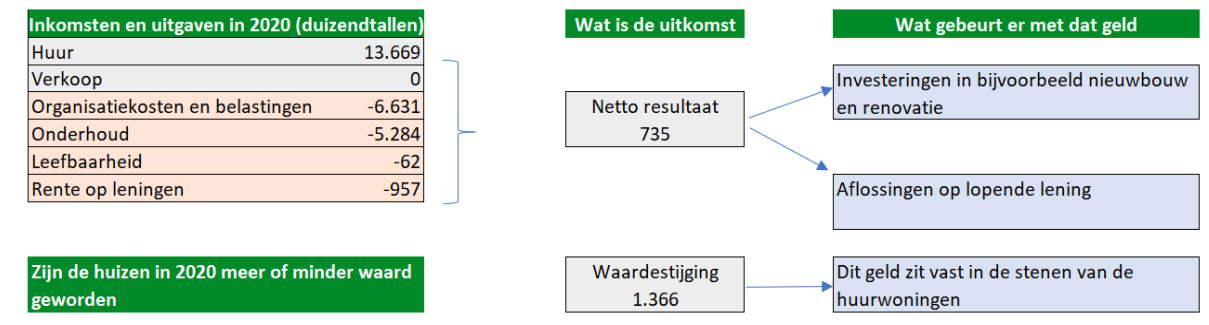 Inkomsten en uitgaven in 2020 (duizendtallen)
Huur 13.669
Verkoop 0
Organisatiekosten en belastingen -6.631
Onderhoud -5.284
Leefbaarheid -62
Rente op leningen -957
Wat is de uitkomst
Netto resultaat
735
Wat gebeurt er met dat geld
Investeringen in bijvoorbeeld nieuwbouw
en renovatie
Aflossingen op lopende lening
Zijn de huizen in 2020 meer of minder waard
geworden
Waardestijging
1.366
Dit geld zit vast in de stenen van de
huurwoningen